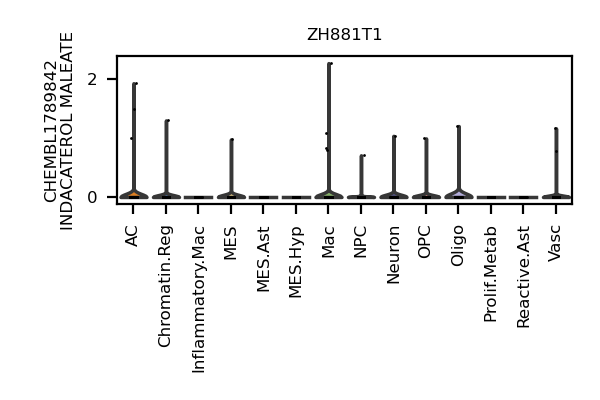 ZH881T1
CHEMBL1789842
INDACATEROL MALEATE
2
0
AC
Chromatin.Reg
Inflammatory.Mac
MES
MES.Ast
MES.Hyp
Mac
NPC
Neuron
OPC
Oligo
Prolif.Metab
Reactive.Ast
Vasc